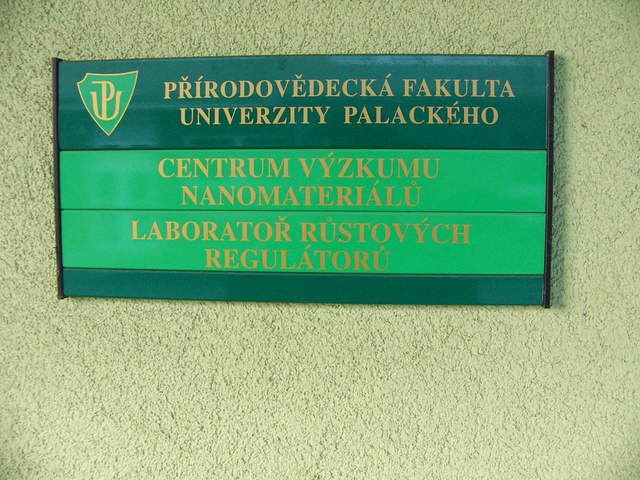 UP
PŘÍRODOVĚDECKÁ FAKULTA
UNIVERZITY PALACKÉHO
CENTRUM VÝZKUMU
NANOMATERIÁLŮ
LABORATOŘ RŮSTOVÝCH
REGULÁTORŮ